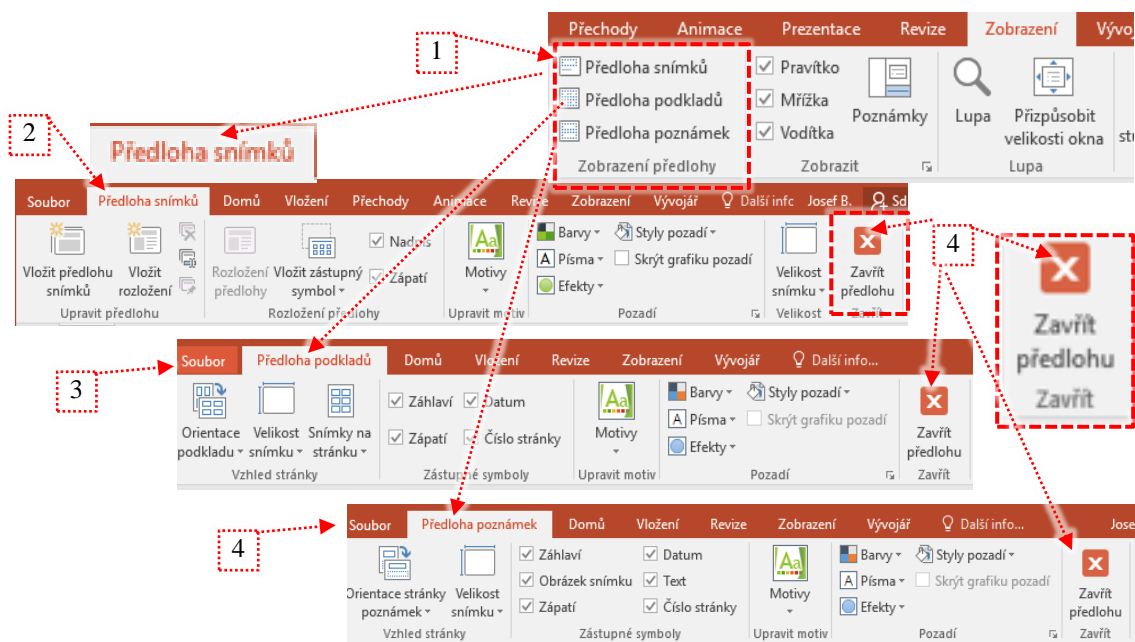 1
Přechody Animace Prezentace Revize Zobrazení Vývoj
Předloha snímků
Předloha podkladů
Předloha poznámek
Zobrazení předlohy
Pravítko
Mřížka
Vodítka
Poznámky
Zobrazit
Lupa
Přizpůsobit
velikosti okna
Lupa
2
Předloha snímků
Soubor Předloha snímků Domů Vložení Přechody Animace Revize Zobrazení Vývojář Další infc Josef B. Sd
Vložit předlohu
snímků
Vložit
rozložení
Upravit předlohu
Rozložení
předlohy
Vložit zástupný
symbol
Nadpis
Zápatí
Rozložení předlohy
Aa
Motivy
Upravit motiv
Barvy
A Písma
Efekty
Styly pozadí
Skrýt grafiku pozadí
Pozadí
Velikost
snímku
Velikost
Zavřít
předlohu
Zavřít
4
Zavřít
předlohu
Zavřít
3
Soubor Předloha podkladů Domů Vložení Revize Zobrazení Vývojář Další info...
Orientace
podkladu
Velikost
snímku
Snímky na
stránku
Vzhled stránky
Záhlaví Datum
Zápatí Číslo stránky
Zástupné symboly
Aa
Motivy
Upravit motiv
Barvy
A Písma
Efekty
Styly pozadí
Skrýt grafiku pozadí
Pozadí
Zavřít
předlohu
Zavřít
4
Soubor Předloha poznámek Domů Vložení Revize Zobrazení Vývojář Další info... Jose
Orientace stránky
poznámek
Velikost
snímku
Vzhled stránky
Záhlaví Datum
Obrázek snímku Text
Zápatí Číslo stránky
Zástupné symboly
Aa
Motivy
Upravit motiv
Barvy
A Písma
Efekty
Styly pozadí
Skrýt grafiku pozadí
Pozadí
Zavřít
předlohu
Zavřít